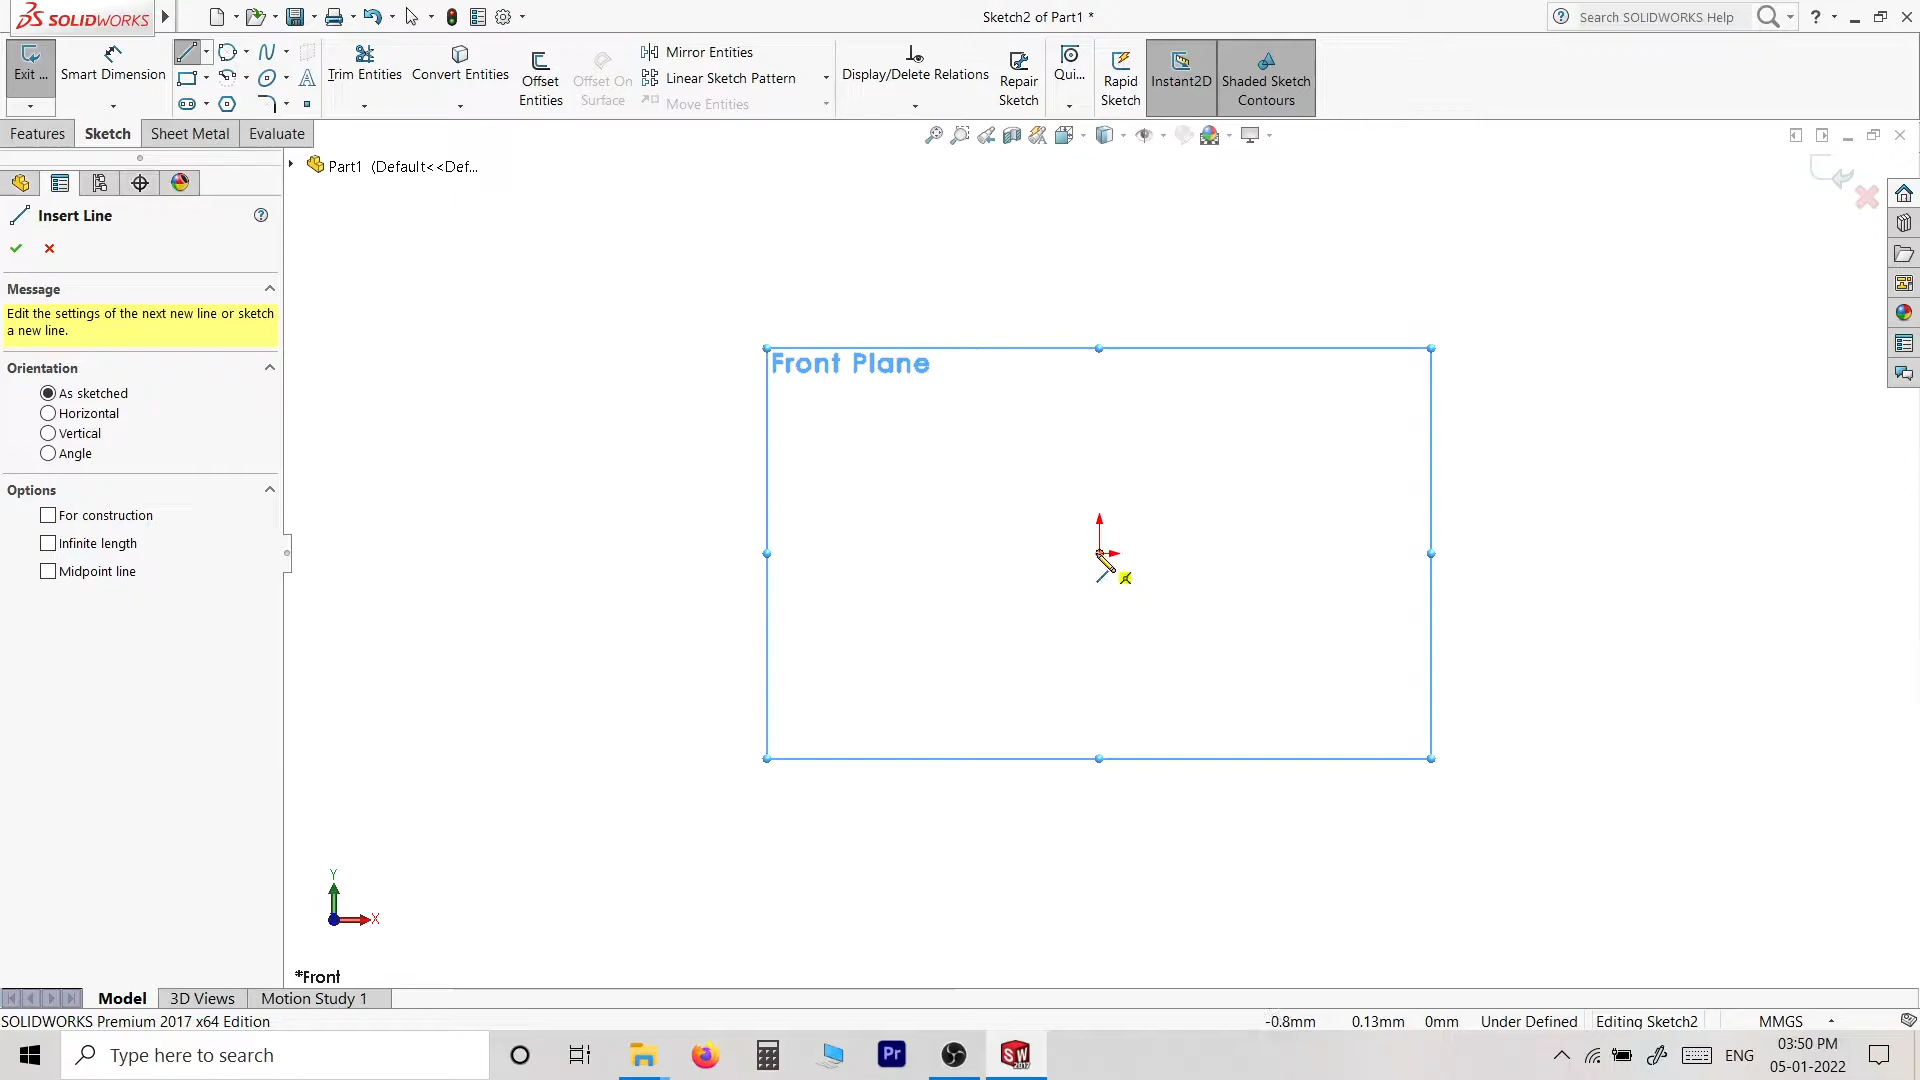 SOLIDWORKS
Sketch2 of Part1 *
Search SOLIDWORKS Help
Exit ...
Smart Dimension
Trim Entities
Convert Entities
Offset Entities
Offset On Surface
Mirror Entities
Linear Sketch Pattern
Move Entities
Display/Delete Relations
Repair Sketch
Qui...
Rapid Sketch
Instant2D
Shaded Sketch Contours
Features
Sketch
Sheet Metal
Evaluate
Part1 (Default<<Def...
Insert Line
Message
Edit the settings of the next new line or sketch
a new line.
Orientation
As sketched
Horizontal
Vertical
Angle
Options
For construction
Infinite length
Midpoint line
Front Plane
Y
X
*Front
Model
3D Views
Motion Study 1
SOLIDWORKS Premium 2017 x64 Edition
-0.8mm
0.13mm
0mm
Under Defined
Editing Sketch2
MMGS
Type here to search
Pr
SW
2017
ENG
03:50 PM
05-01-2022